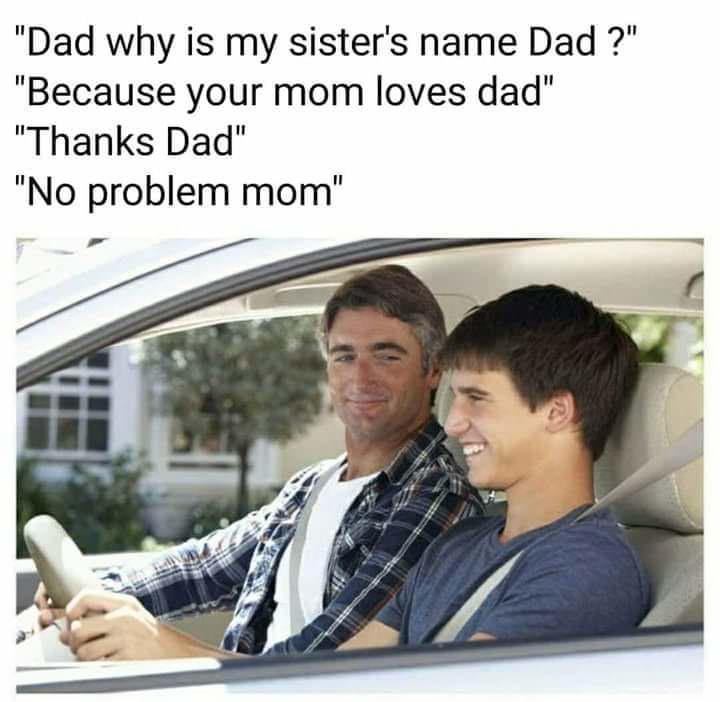 "Dad why is my sister's name Dad ?"
"Because your mom loves dad"
"Thanks Dad"
"No problem mom"